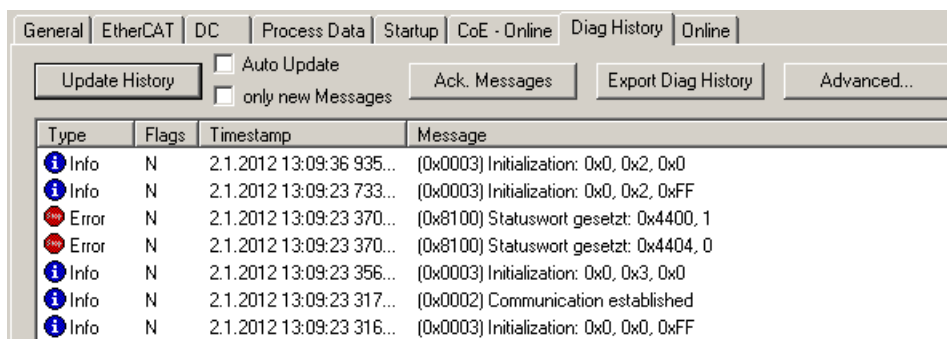 General EtherCAT DC Process Data Startup CoE - Online Diag History Online
Update History Auto Update Ack. Messages Export Diag History Advanced...
only new Messages
Type Flags Timestamp Message
Info N 2.1.2012 13:09:36 935... (0x0003) Initialization: 0x0, 0x2, 0x0
Info N 2.1.2012 13:09:23 733... (0x0003) Initialization: 0x0, 0x2, 0xFF
Error N 2.1.2012 13:09:23 370... (0x8100) Statuswort gesetzt: 0x4400, 1
Error N 2.1.2012 13:09:23 370... (0x8100) Statuswort gesetzt: 0x4404, 0
Info N 2.1.2012 13:09:23 356... (0x0003) Initialization: 0x0, 0x3, 0x0
Info N 2.1.2012 13:09:23 317... (0x0002) Communication established
Info N 2.1.2012 13:09:23 316... (0x0003) Initialization: 0x0, 0x0, 0xFF